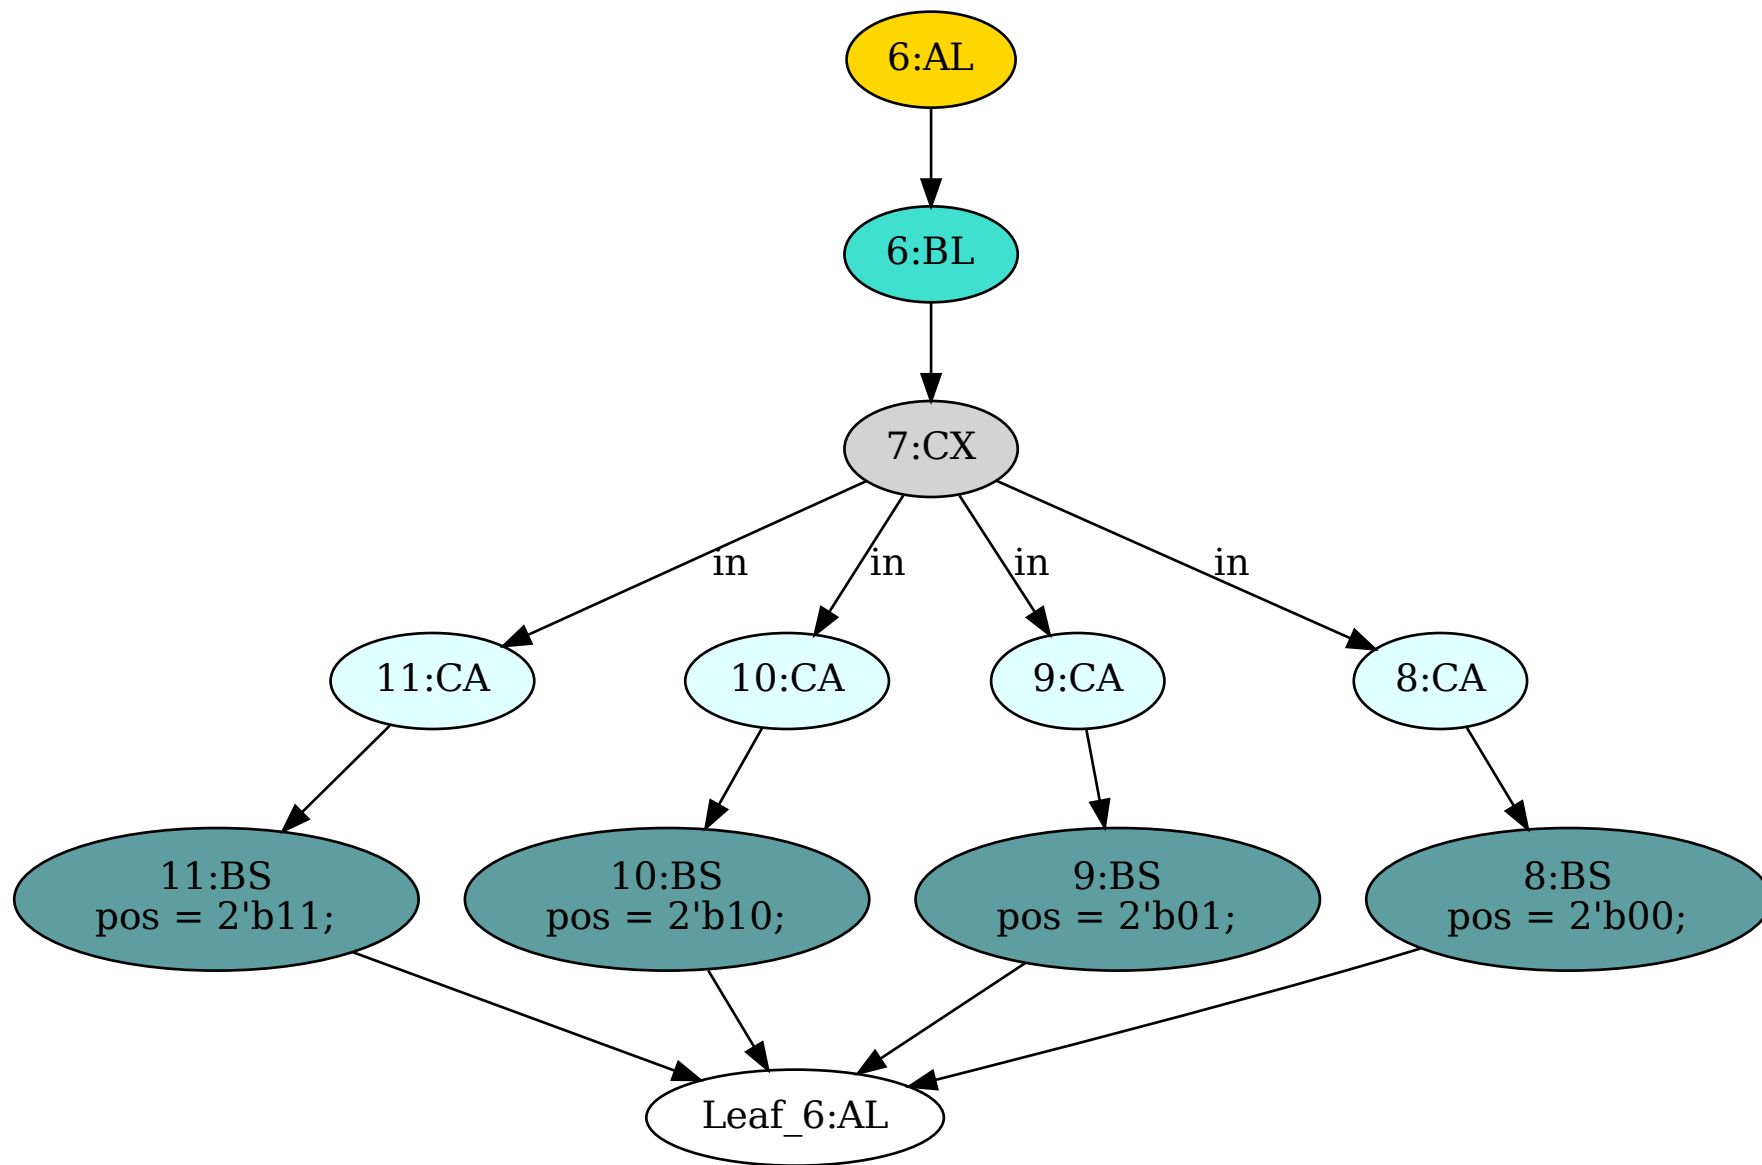 6:AL
6:BL
7:CX
in
in
in
in
11:CA
10:CA
9:CA
8:CA
11:BS
pos = 2'b11;
10:BS
pos = 2'b10;
9:BS
pos = 2'b01;
8:BS
pos = 2'b00;
Leaf_6:AL